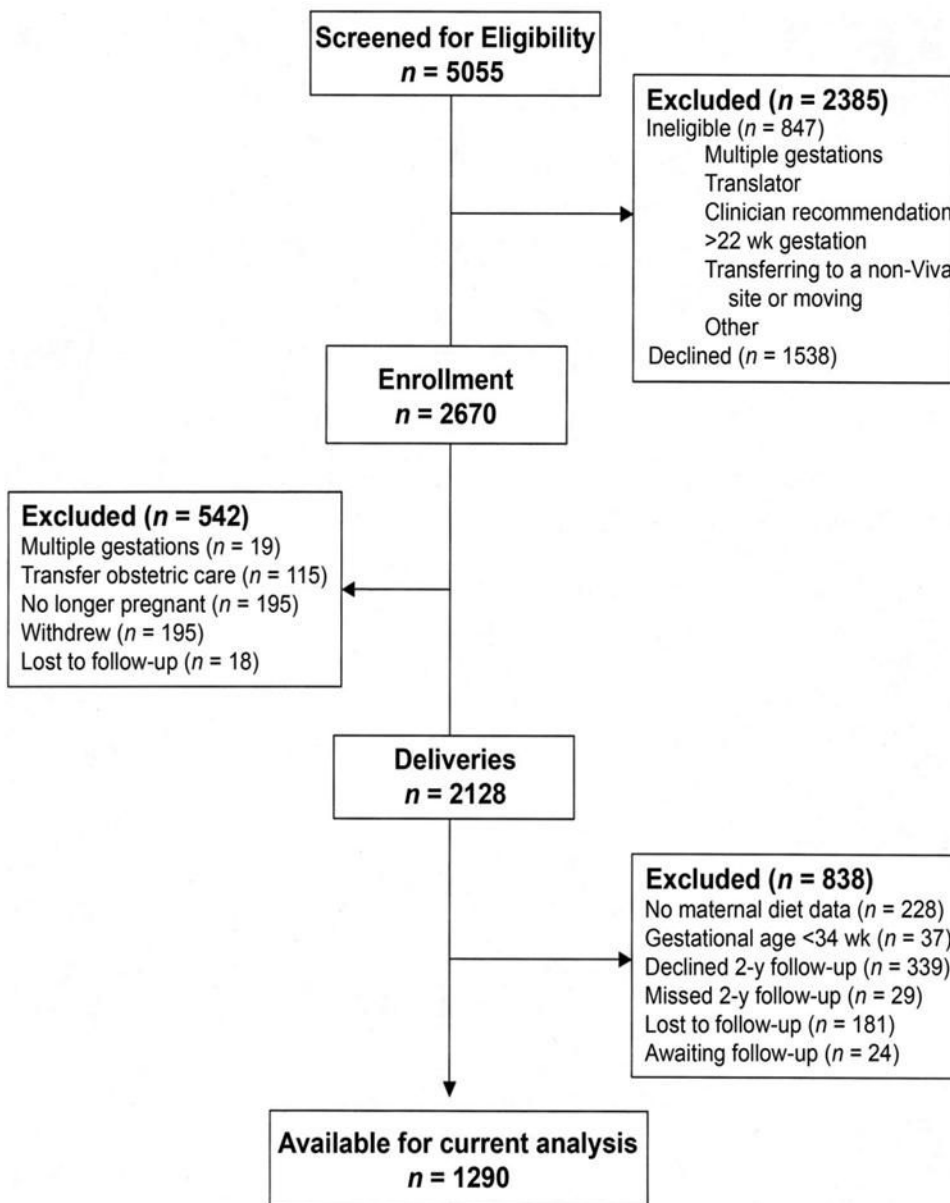 Screened for Eligibility
n = 5055
Excluded (n = 2385)
Ineligible (n = 847)
Multiple gestations
Translator
Clinician recommendation
>22 wk gestation
Transferring to a non-Viva
site or moving
Other
Declined (n = 1538)
Enrollment
n = 2670
Excluded (n = 542)
Multiple gestations (n = 19)
Transfer obstetric care (n = 115)
No longer pregnant (n = 195)
Withdrew (n = 195)
Lost to follow-up (n = 18)
Deliveries
n = 2128
Excluded (n = 838)
No maternal diet data (n = 228)
Gestational age <34 wk (n = 37)
Declined 2-y follow-up (n = 339)
Missed 2-y follow-up (n = 29)
Lost to follow-up (n = 181)
Awaiting follow-up (n = 24)
Available for current analysis
n = 1290